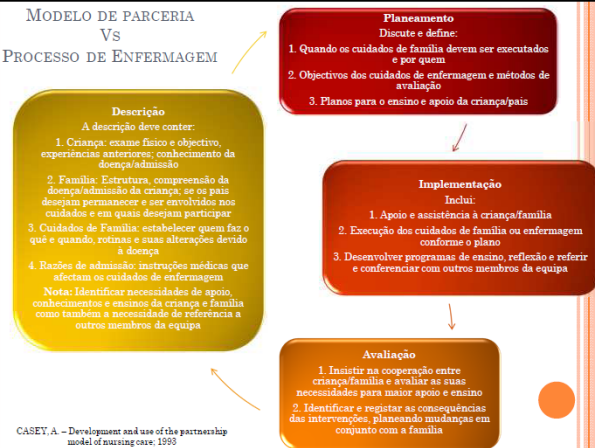 MODELO DE PARCERIA
VS
PROCESSO DE ENFERMAGEM
Planeamento
Discute e define:
1. Quando os cuidados de família devem ser executados
e por quem
2. Objectivos dos cuidados de enfermagem e métodos de
avaliação
3. Planos para o ensino e apoio da criança/pais
Descrição
A descrição deve conter:
1. Criança: exame físico e objectivo,
experiências anteriores; conhecimento da
doença/admissão
2. Família: Estrutura, compreensão da
doença/admissão da criança; se os pais
desejam permanecer e ser envolvidos nos
cuidados e em quais desejam participar
3. Cuidados de Família: estabelecer quem faz o
quê e quando, rotinas e suas alterações devido
à doença
4. Razões de admissão: instruções médicas que
afectam os cuidados de enfermagem
Nota: Identificar necessidades de apoio,
conhecimentos e ensinos da criança e família
como também a necessidade de referência a
outros membros da equipa
Implementação
Inclui:
1. Apoio e assistência à criança/família
2. Execução dos cuidados de família ou enfermagem
conforme o plano
3. Desenvolver programas de ensino, reflexão e referir
e conferenciar com outros membros da equipa
Avaliação
1. Insistir na cooperação entre
criança/família e avaliar as suas
necessidades para maior apoio e ensino
2. Identificar e registar as consequências
das intervenções, planeando mudanças em
conjunto com a família
CASEY, A. – Development and use of the partnership
model of nursing care; 1993